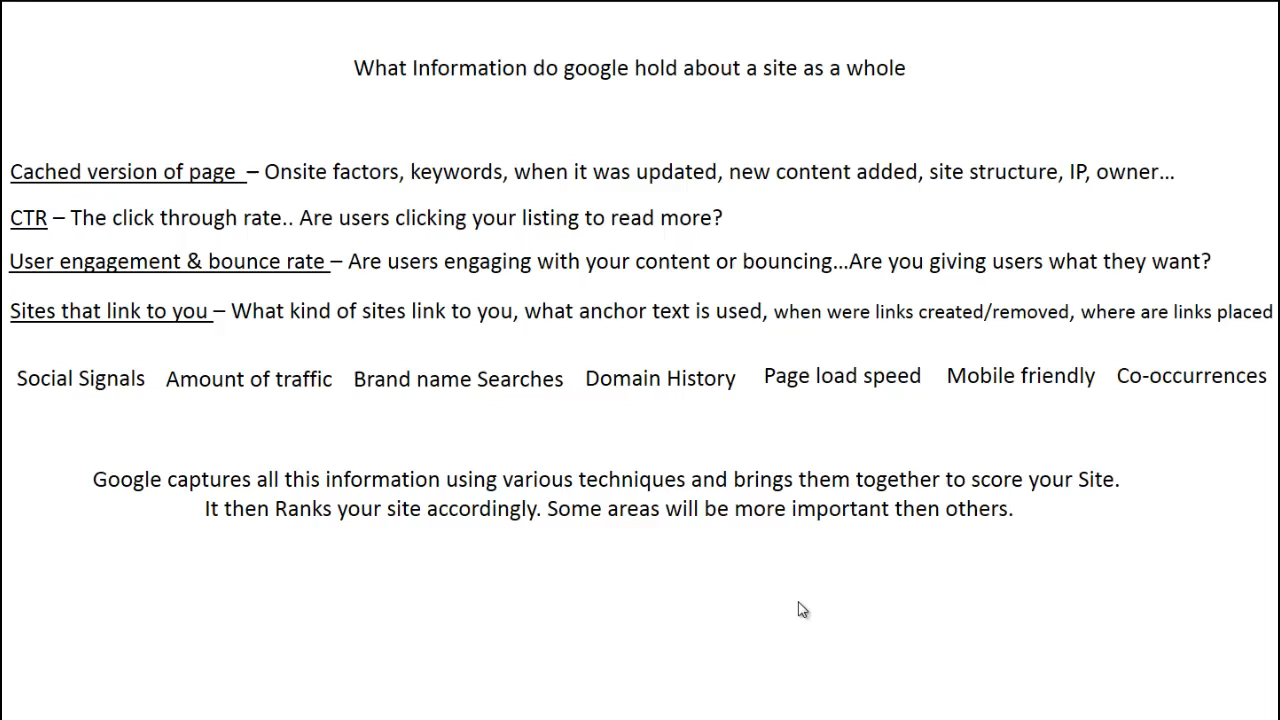 What Information do google hold about a site as a whole
Cached version of page – Onsite factors, keywords, when it was updated, new content added, site structure, IP, owner...
CTR – The click through rate.. Are users clicking your listing to read more?
User engagement & bounce rate – Are users engaging with your content or bouncing...Are you giving users what they want?
Sites that link to you – What kind of sites link to you, what anchor text is used, when were links created/removed, where are links placed
Social Signals Amount of traffic Brand name Searches Domain History Page load speed Mobile friendly Co-occurrences
Google captures all this information using various techniques and brings them together to score your Site.
It then Ranks your site accordingly. Some areas will be more important then others.